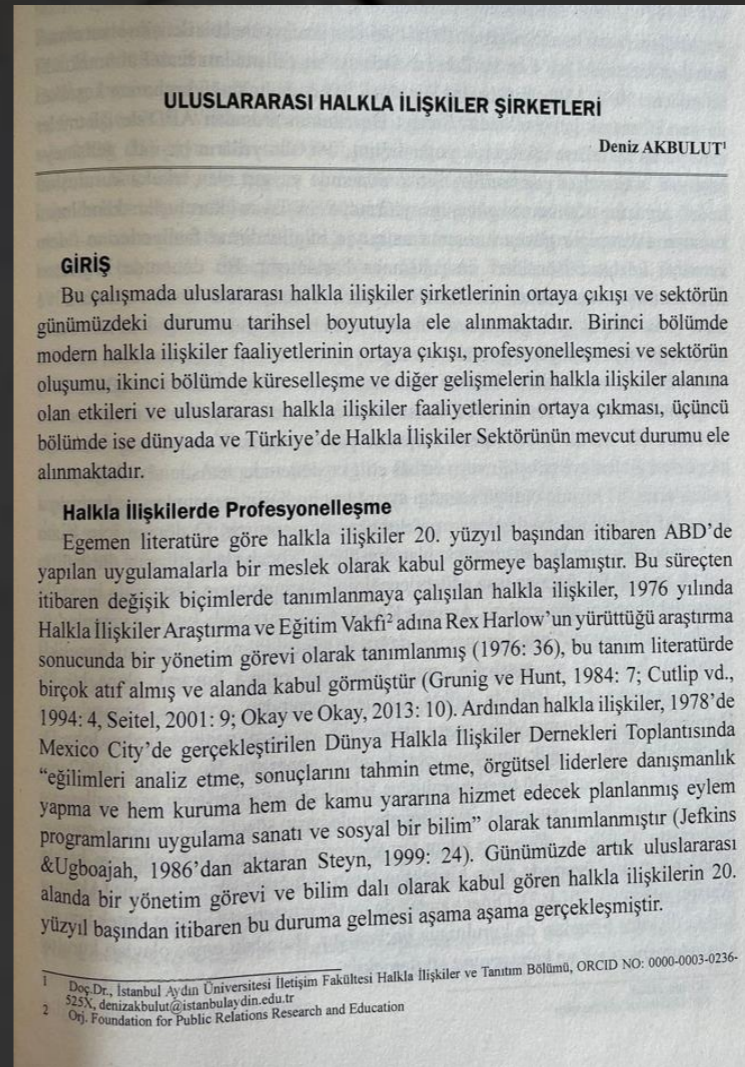 ULUSLARARASI HALKLA İLİŞKİLER ŞİRKETLERİ
Deniz AKBULUT¹
GİRİŞ
Bu çalışmada uluslararası halkla ilişkiler şirketlerinin ortaya çıkışı ve sektörün
günümüzdeki durumu tarihsel boyutuyla ele alınmaktadır. Birinci bölümde
modern halkla ilişkiler faaliyetlerinin ortaya çıkışı, profesyonelleşmesi ve sektörün
oluşumu, ikinci bölümde küreselleşme ve diğer gelişmelerin halkla ilişkiler alanına
olan etkileri ve uluslararası halkla ilişkiler faaliyetlerinin ortaya çıkması, üçüncü
bölümde ise dünyada ve Türkiye’de Halkla İlişkiler Sektörünün mevcut durumu ele
alınmaktadır.
Halkla İlişkilerde Profesyonelleşme
Egemen literatüre göre halkla ilişkiler 20. yüzyıl başından itibaren ABD’de
yapılan uygulamalarla bir meslek olarak kabul görmeye başlamıştır. Bu süreçten
itibaren değişik biçimlerde tanımlanmaya çalışılan halkla ilişkiler, 1976 yılında
Halkla İlişkiler Araştırma ve Eğitim Vakfı² adına Rex Harlow’un yürüttüğü araştırma
sonucunda bir yönetim görevi olarak tanımlanmış (1976: 36), bu tanım literatürde
birçok atıf almış ve alanda kabul görmüştür (Grunig ve Hunt, 1984: 7; Cutlip vd.,
1994: 4, Seitel, 2001: 9; Okay ve Okay, 2013: 10). Ardından halkla ilişkiler, 1978’de
Mexico City’de gerçekleştirilen Dünya Halkla İlişkiler Dernekleri Toplantısında
“eğilimleri analiz etme, sonuçlarını tahmin etme, örgütsel liderlere danışmanlık
yapma ve hem kuruma hem de kamu yararına hizmet edecek planlanmış eylem
programlarını uygulama sanatı ve sosyal bir bilim” olarak tanımlanmıştır (Jefkins
&Ugboajah, 1986’dan aktaran Steyn, 1999: 24). Günümüzde artık uluslararası
alanda bir yönetim görevi ve bilim dalı olarak kabul gören halkla ilişkilerin 20.
yüzyıl başından itibaren bu duruma gelmesi aşama aşama gerçekleşmiştir.
1 Doç.Dr., İstanbul Aydın Üniversitesi İletişim Fakültesi Halkla İlişkiler ve Tanıtım Bölümü, ORCID NO: 0000-0003-0236-
525X, denizakbulut@istanbulaydin.edu.tr
2 Orj. Foundation for Public Relations Research and Education